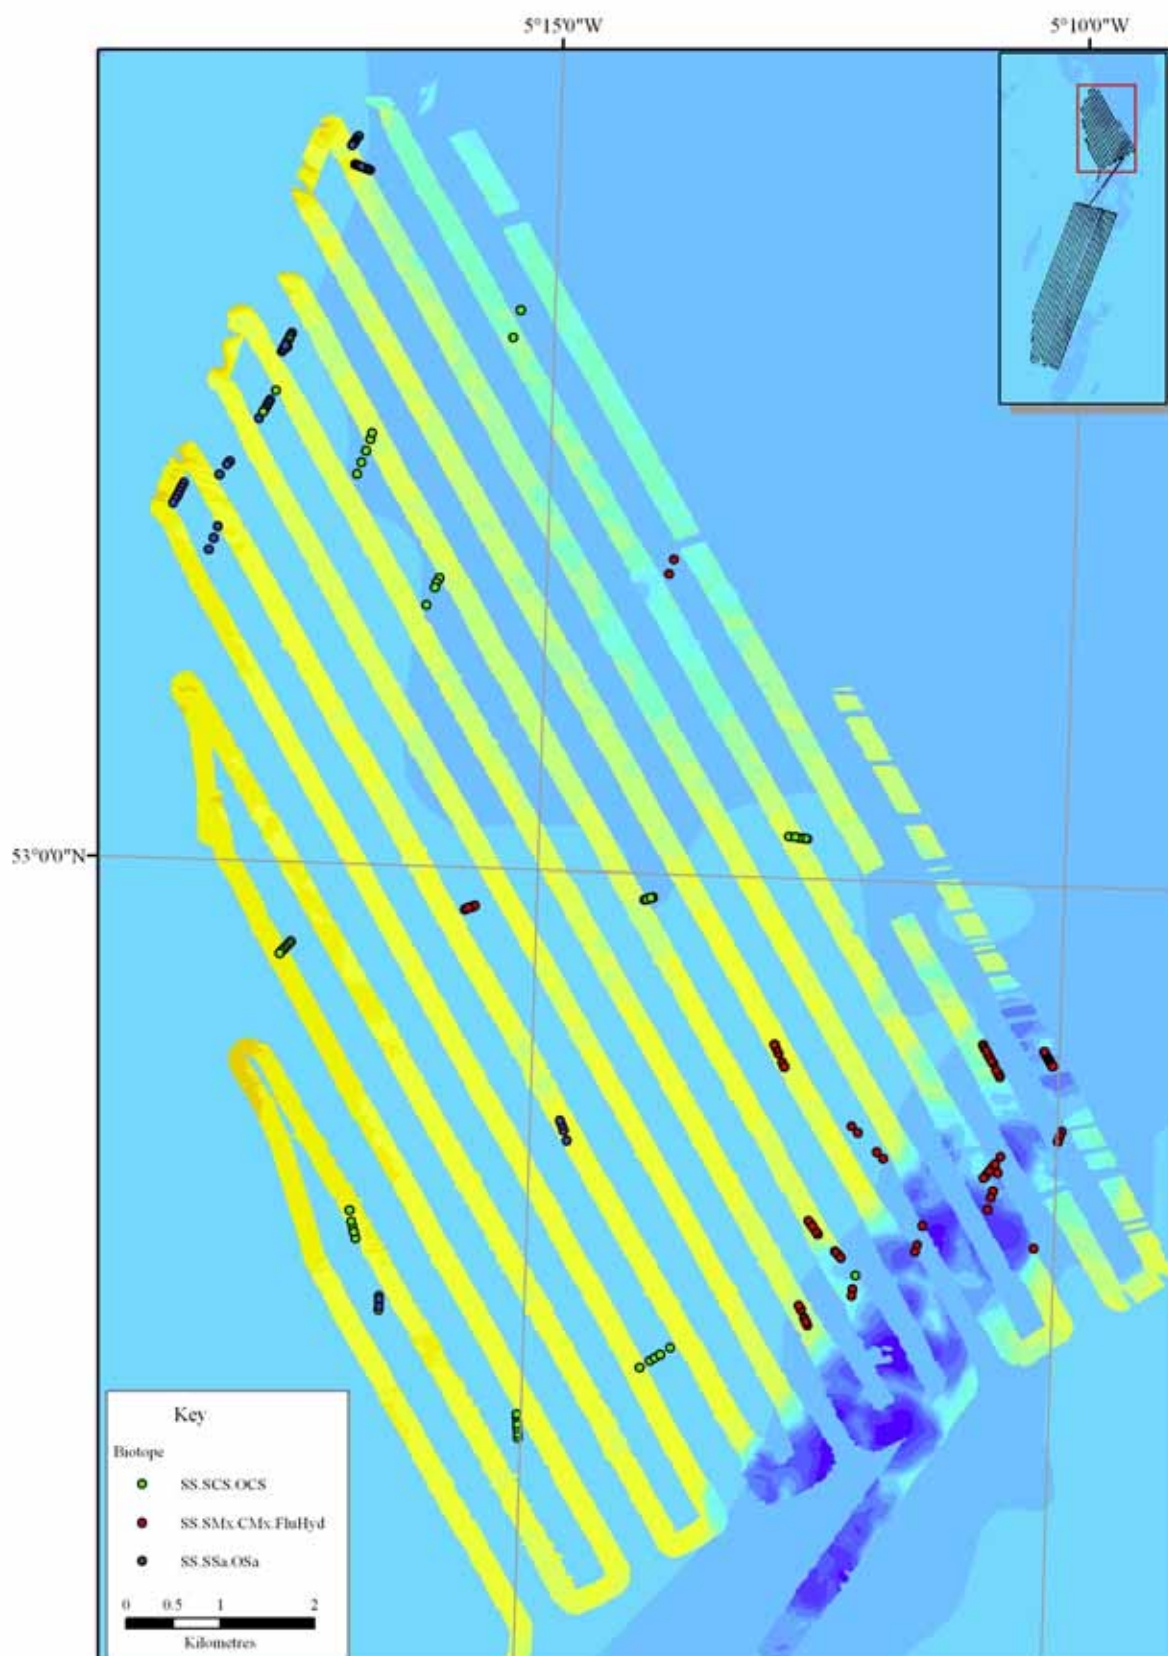 5°15'0"W 5°10'0"W
53°0'0"N
Key
Biotope
SS.SCS.OCS
SS.SMx.CMx.FluHyd
SS.SSa.OSa
0 0.5 1 2
Kilometres